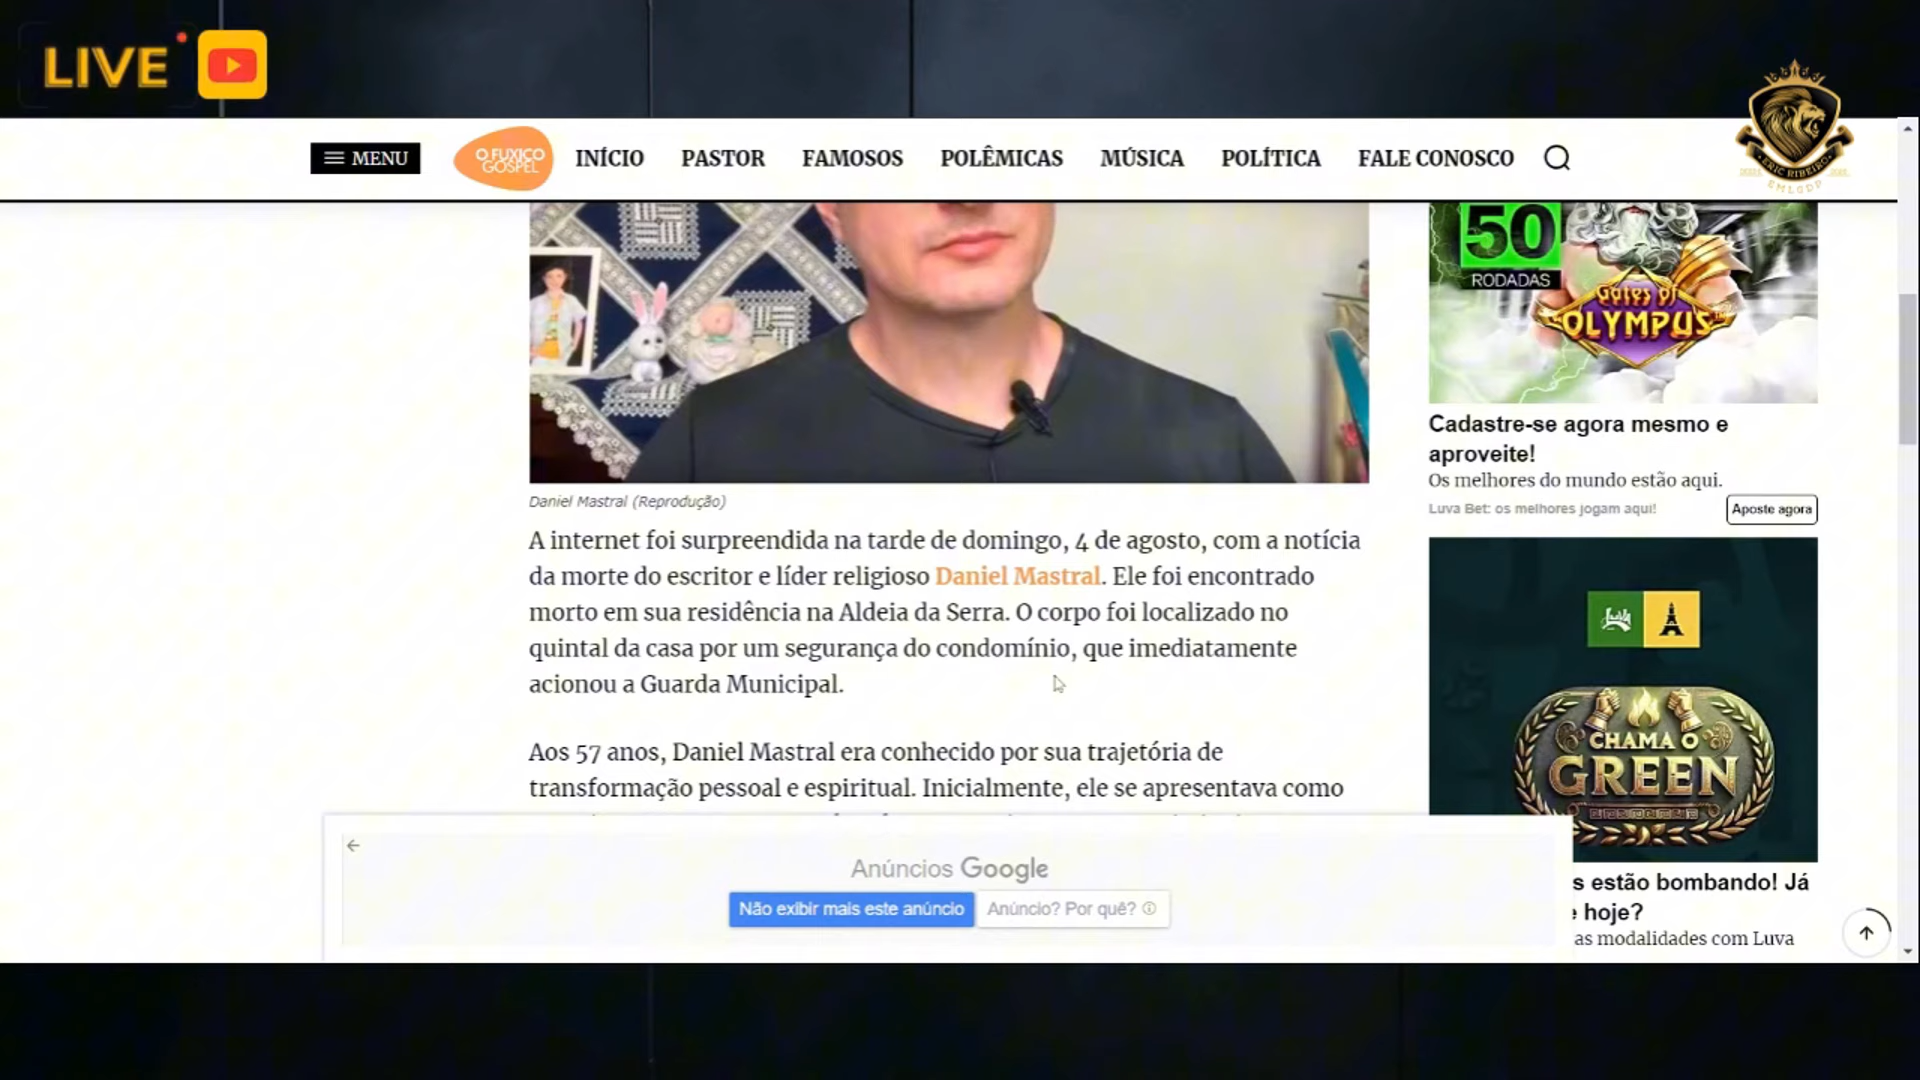 LIVE
MENU
O FUXICO
GOSPEL
INÍCIO
PASTOR
FAMOSOS
POLÊMICAS
MÚSICA
POLÍTICA
FALE CONOSCO
ERIC RIBEIRO
50
RODADAS
Gates of
OLYMPUS
Cadastre-se agora mesmo e
aproveite!
Os melhores do mundo estão aqui.
Luva Bet: os melhores jogam aqui!
Aposte agora
Daniel Mastral (Reprodução)
A internet foi surpreendida na tarde de domingo, 4 de agosto, com a notícia
da morte do escritor e líder religioso Daniel Mastral. Ele foi encontrado
morto em sua residência na Aldeia da Serra. O corpo foi localizado no
quintal da casa por um segurança do condomínio, que imediatamente
acionou a Guarda Municipal.
Aos 57 anos, Daniel Mastral era conhecido por sua trajetória de
transformação pessoal e espiritual. Inicialmente, ele se apresentava como
CHAMA O
GREEN
Anúncios Google
Não exibir mais este anúncio
Anúncio? Por quê?
s estão bombando! Já
e hoje?
as modalidades com Luva